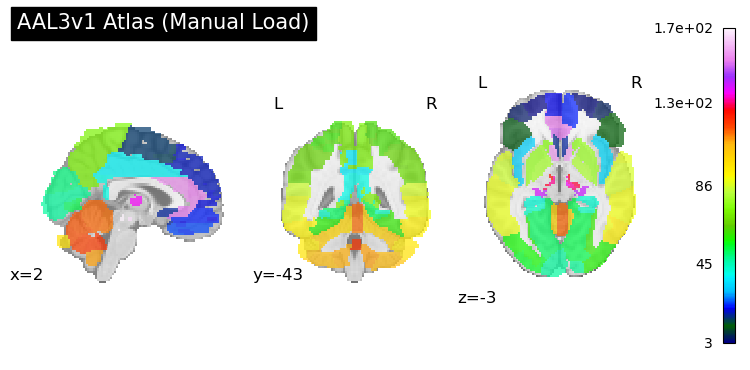 AAL3v1 Atlas (Manual Load)
L
R
L
R
x=2
y=-43
z=-3
1.7e+02
1.3e+02
86
45
3